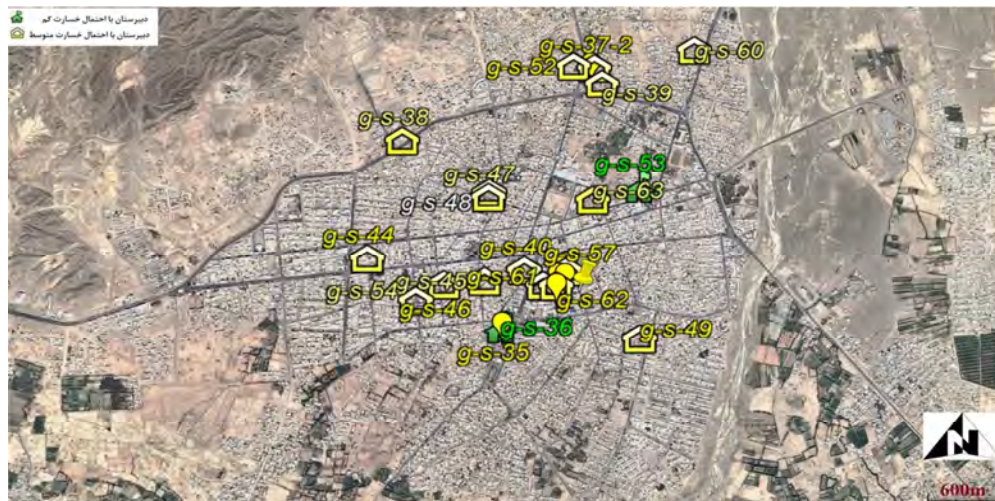 دبیرستان با احتمال خسارت کم
دبیرستان با احتمال خسارت متوسط
g-s-37-2
g-s-60
g-s-52
g-s-39
g-s-38
g-s-53
g-s-47
g-s-63
g-s-48
g-s-44
g-s-40
g-s-57
g-s-45
g-s-61
g-s-54
g-s-46
g-s-62
g-s-36
g-s-49
g-s-35
N
600m